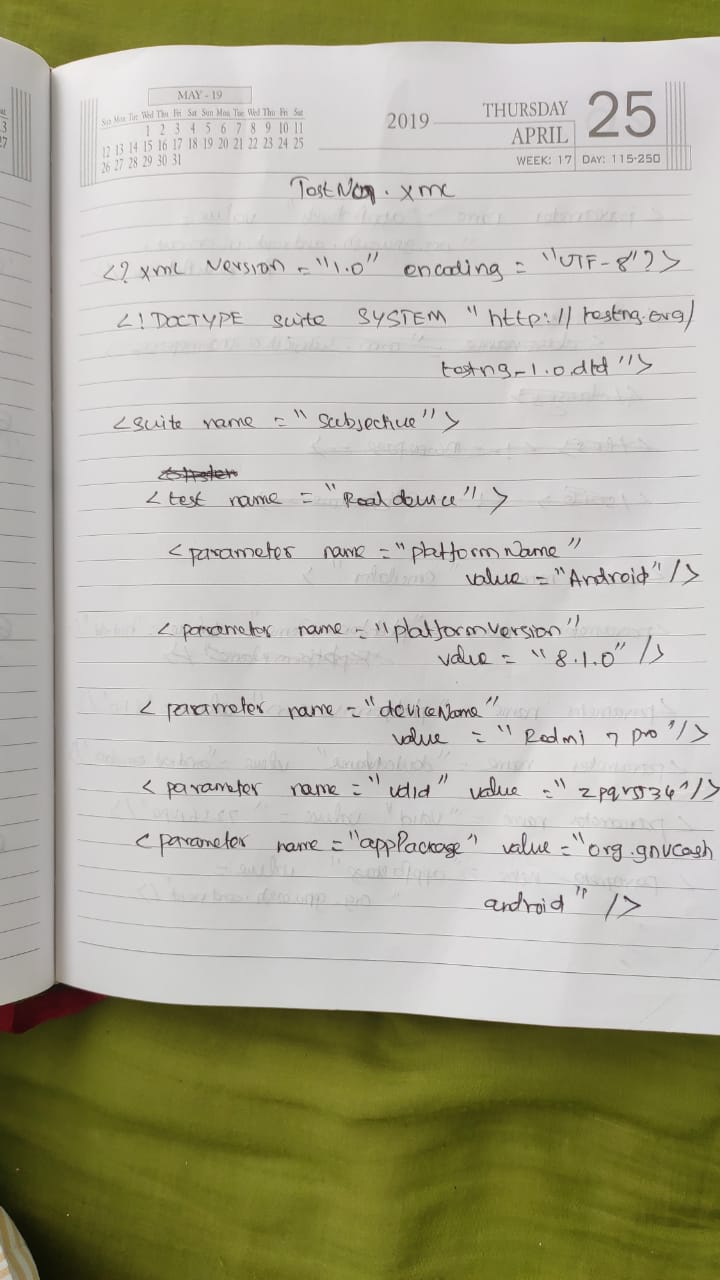 MAY - 19
Sun Mon Tue Wed Thu Fri Sat Sun Mon Tue Wed Thu Fri Sat
1 2 3 4 5 6 7 8 9 10 11
12 13 14 15 16 17 18 19 20 21 22 23 24 25
26 27 28 29 30 31
2019
THURSDAY
APRIL
25
WEEK: 17 DAY: 115-250
TestNg . xml
<? xml version = "1.0" encoding = "UTF-8"?>
<! DOCTYPE suite SYSTEM "http://testng.org/
testng-1.0.dtd">
<suite name = "Subjective">
<test name = "Real device">
<parameter name = "platformName"
value = "Android" />
<parameter name = "platformversion"
value = "8.1.0" />
<parameter name = "deviceName"
value = "Redmi 7 pro"/>
<parameter name = "udid" value = "zpqrs34"/>
<parameter name = "appPackage" value = "org.gnucash
android" />